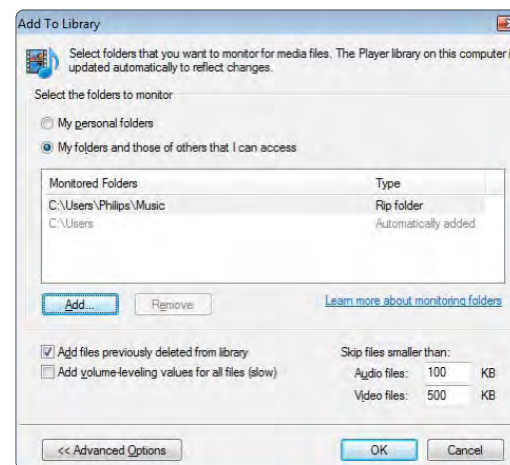 Add To Library
Select folders that you want to monitor for media files. The Player library on this computer
updated automatically to reflect changes.
Select the folders to monitor
My personal folders
My folders and those of others that I can access
Monitored Folders Type
C:\Users\Philips\Music Rip folder
C:\Users Automatically added
Add... Remove Learn more about monitoring folders
Add files previously deleted from library Skip files smaller than:
Add volume-leveling values for all files (slow) Audio files: 100 KB
Video files: 500 KB
<< Advanced Options OK Cancel